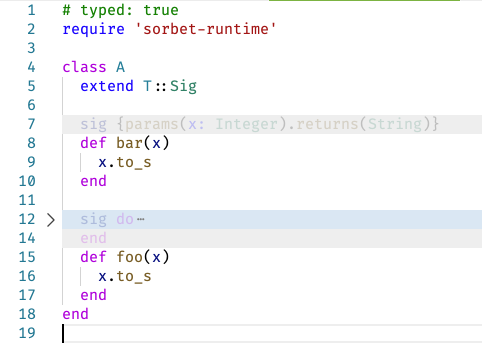 1 # typed: true
2 require 'sorbet-runtime'
3
4 class A
5   extend T::Sig
6
7   sig {params(x: Integer).returns(String)}
8   def bar(x)
9     x.to_s
10   end
11
12   sig do⋯
14   end
15   def foo(x)
16     x.to_s
17   end
18 end
19